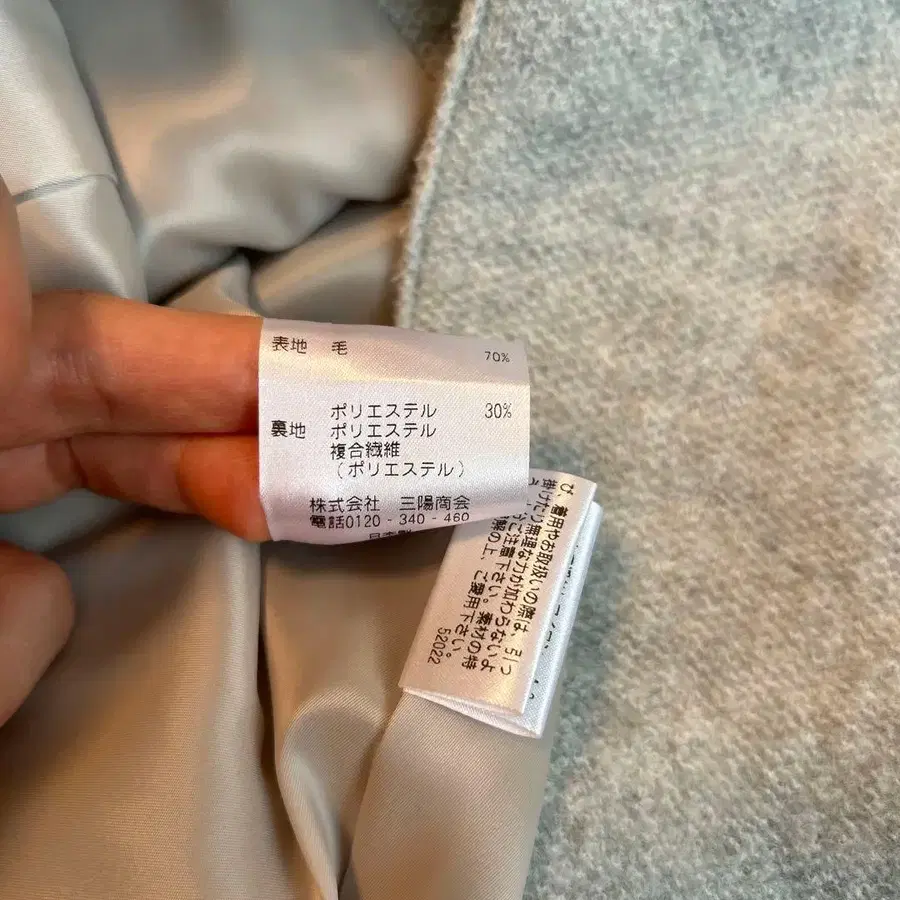 表地 毛 70%
ポリエステル 30%
裏地 ポリエステル
複合繊維
(ポリエステル)
株式会社 三陽商会
電話0120-340-460
び、着用やお取扱いの際は、引っ
掛けたり無理な力が加わらないよ
ご注意下さい。素材の特
の上、ご愛用下さい。
52022